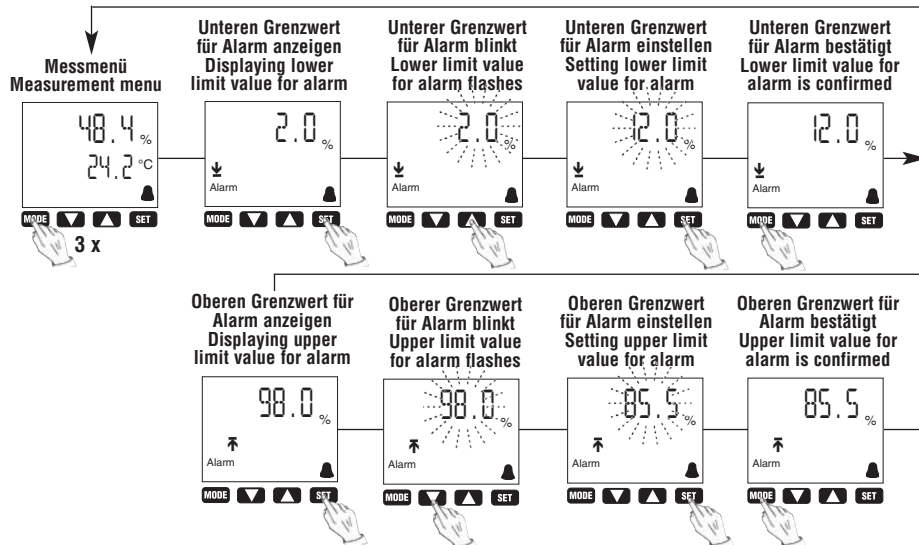 Messmenü
Measurement menu
48.4 %
24.2 °C
MODE SET
3 x
Unteren Grenzwert
für Alarm anzeigen
Displaying lower
limit value for alarm
2.0 %
Alarm
MODE SET
Unterer Grenzwert
für Alarm blinkt
Lower limit value
for alarm flashes
2.0 %
Alarm
MODE SET
Unteren Grenzwert
für Alarm einstellen
Setting lower limit
value for alarm
12.0 %
Alarm
MODE SET
Unteren Grenzwert
für Alarm bestätigt
Lower limit value for
alarm is confirmed
12.0 %
Alarm
MODE SET
Oberen Grenzwert für
Alarm anzeigen
Displaying upper
limit value for alarm
98.0 %
Alarm
MODE SET
Oberer Grenzwert
für Alarm blinkt
Upper limit value
for alarm flashes
98.0 %
Alarm
MODE SET
Oberen Grenzwert
für Alarm einstellen
Setting upper limit
value for alarm
85.5 %
Alarm
MODE SET
Oberen Grenzwert für
Alarm bestätigt
Upper limit value for
alarm is confirmed
85.5 %
Alarm
MODE SET